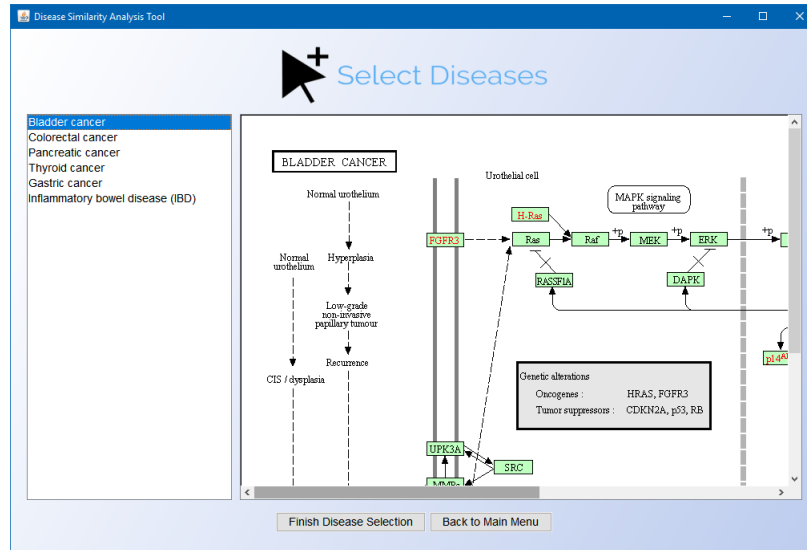 Disease Similarity Analysis Tool
Select Diseases
Bladder cancer
Colorectal cancer
Pancreatic cancer
Thyroid cancer
Gastric cancer
Inflammatory bowel disease (IBD)
BLADDER CANCER
Normal urothelium
Normal
urothelium
Hyperplasia
Low-grade
non-invasive
papillary tumour
Recurrence
CIS / dysplasia
Urothelial cell
MAPK signaling
pathway
H-Ras
FGFR3
Ras
Raf
+p
MEK
+p
ERK
+p
RASSF1A
DAPK
Genetic alterations
Oncogenes : HRAS, FGFR3
Tumor suppressors : CDKN2A, p53, RB
UPK3A
SRC
Finish Disease Selection
Back to Main Menu